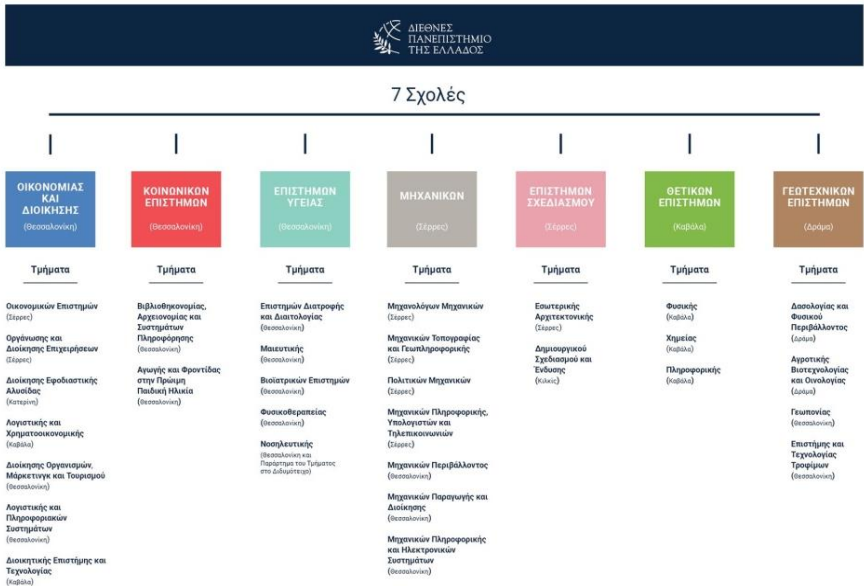 ΔΙΕΘΝΕΣ
ΠΑΝΕΠΙΣΤΗΜΙΟ
ΤΗΣ ΕΛΛΑΔΟΣ
7 Σχολές
ΟΙΚΟΝΟΜΙΑΣ
ΚΑΙ
ΔΙΟΙΚΗΣΗΣ
(Θεσσαλονίκη)
Τμήματα
Οικονομικών Επιστημών
(Σέρρες)
Οργάνωσης και
Διοίκησης Επιχειρήσεων
(Σέρρες)
Διοίκησης Εφοδιαστικής
Αλυσίδας
(Κατερίνη)
Λογιστικής και
Χρηματοοικονομικής
(Καβάλα)
Διοίκησης Οργανισμών,
Μάρκετινγκ και Τουρισμού
(Θεσσαλονίκη)
Λογιστικής και
Πληροφοριακών
Συστημάτων
(Θεσσαλονίκη)
Διοικητικής Επιστήμης και
Τεχνολογίας
(Καβάλα)
ΚΟΙΝΩΝΙΚΩΝ
ΕΠΙΣΤΗΜΩΝ
(Θεσσαλονίκη)
Τμήματα
Βιβλιοθηκονομίας,
Αρχειονομίας και
Συστημάτων
Πληροφόρησης
(Θεσσαλονίκη)
Αγωγής και Φροντίδας
στην Πρώιμη
Παιδική Ηλικία
(Θεσσαλονίκη)
ΕΠΙΣΤΗΜΩΝ
ΥΓΕΙΑΣ
(Θεσσαλονίκη)
Τμήματα
Επιστημών Διατροφής
και Διαιτολογίας
(Θεσσαλονίκη)
Μαιευτικής
(Θεσσαλονίκη)
Βιοϊατρικών Επιστημών
(Θεσσαλονίκη)
Φυσικοθεραπείας
(Θεσσαλονίκη)
Νοσηλευτικής
(Θεσσαλονίκη και
Παράρτημα του Τμήματος
στο Διδυμότειχο)
ΜΗΧΑΝΙΚΩΝ
(Σέρρες)
Τμήματα
Μηχανολόγων Μηχανικών
(Σέρρες)
Μηχανικών Τοπογραφίας
και Γεωπληροφορικής
(Σέρρες)
Πολιτικών Μηχανικών
(Σέρρες)
Μηχανικών Πληροφορικής,
Υπολογιστών και
Τηλεπικοινωνιών
(Σέρρες)
Μηχανικών Περιβάλλοντος
(Θεσσαλονίκη)
Μηχανικών Παραγωγής και
Διοίκησης
(Θεσσαλονίκη)
Μηχανικών Πληροφορικής
και Ηλεκτρονικών
Συστημάτων
(Θεσσαλονίκη)
ΕΠΙΣΤΗΜΩΝ
ΣΧΕΔΙΑΣΜΟΥ
(Σέρρες)
Τμήματα
Εσωτερικής
Αρχιτεκτονικής
(Σέρρες)
Δημιουργικού
Σχεδιασμού και
Ένδυσης
(Κιλκίς)
ΘΕΤΙΚΩΝ
ΕΠΙΣΤΗΜΩΝ
(Καβάλα)
Τμήματα
Φυσικής
(Καβάλα)
Χημείας
(Καβάλα)
Πληροφορικής
(Καβάλα)
ΓΕΩΤΕΧΝΙΚΩΝ
ΕΠΙΣΤΗΜΩΝ
(Δράμα)
Τμήματα
Δασολογίας και
Φυσικού
Περιβάλλοντος
(Δράμα)
Αγροτικής
Βιοτεχνολογίας
και Οινολογίας
(Δράμα)
Γεωπονίας
(Θεσσαλονίκη)
Επιστήμης και
Τεχνολογίας
Τροφίμων
(Θεσσαλονίκη)